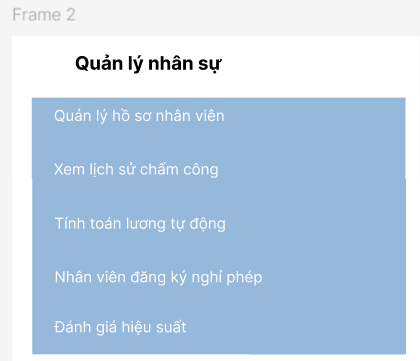 Frame 2
Quản lý nhân sự
Quản lý hồ sơ nhân viên
Xem lịch sử chấm công
Tính toán lương tự động
Nhân viên đăng ký nghỉ phép
Đánh giá hiệu suất